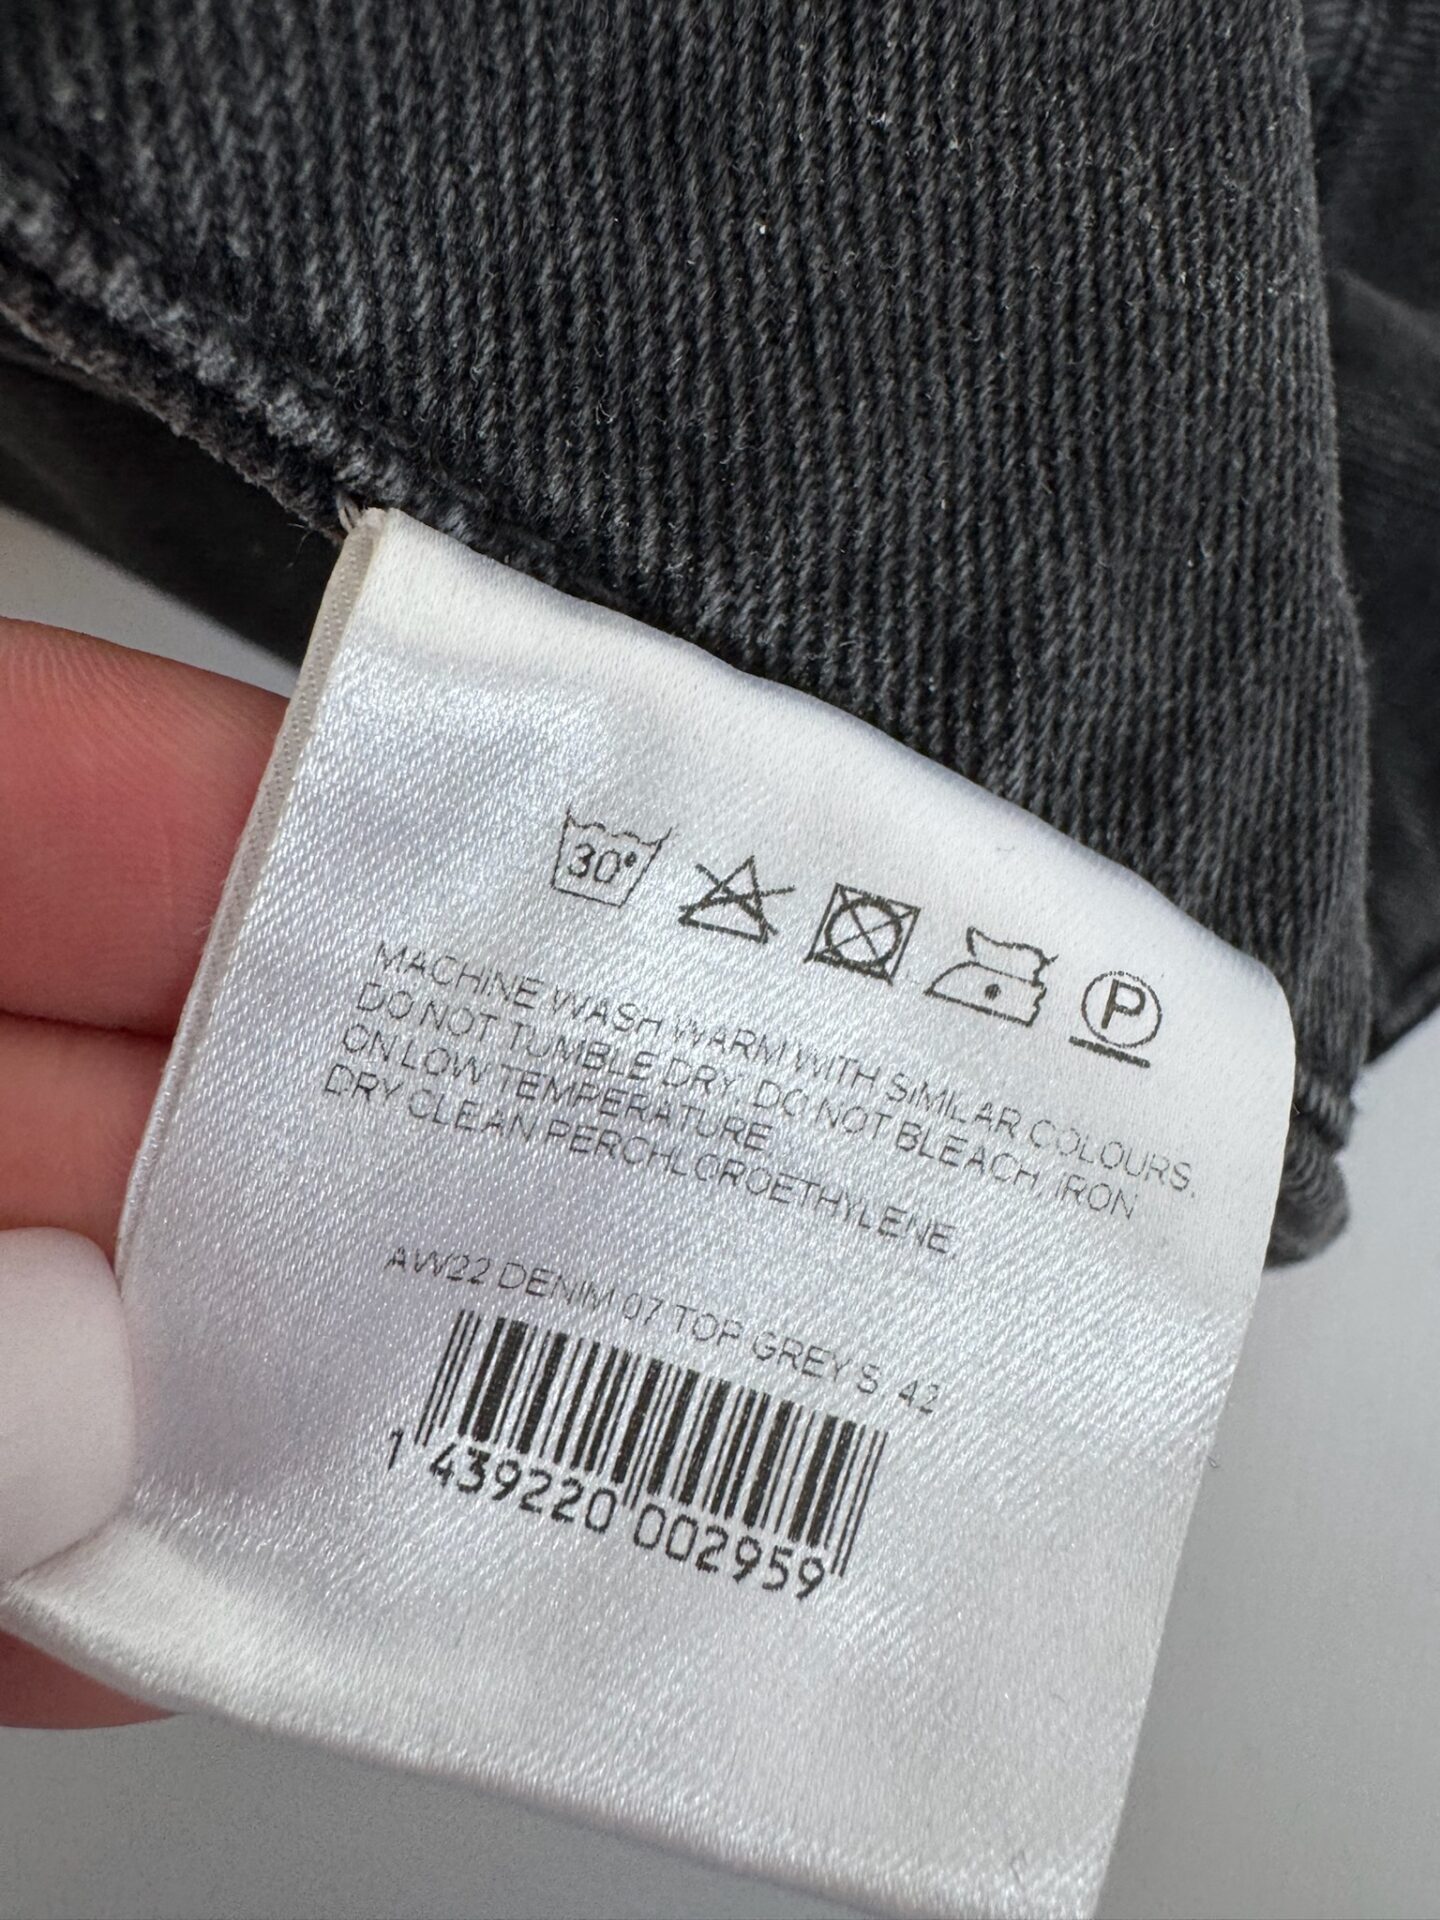 30°
P
MACHINE WASH WARM WITH SIMILAR COLOURS.
DO NOT TUMBLE DRY. DO NOT BLEACH, IRON
ON LOW TEMPERATURE.
DRY CLEAN PERCHLOROETHYLENE.
AW22 DENIM 07 TOP GREY S. 42
1 439220 002959